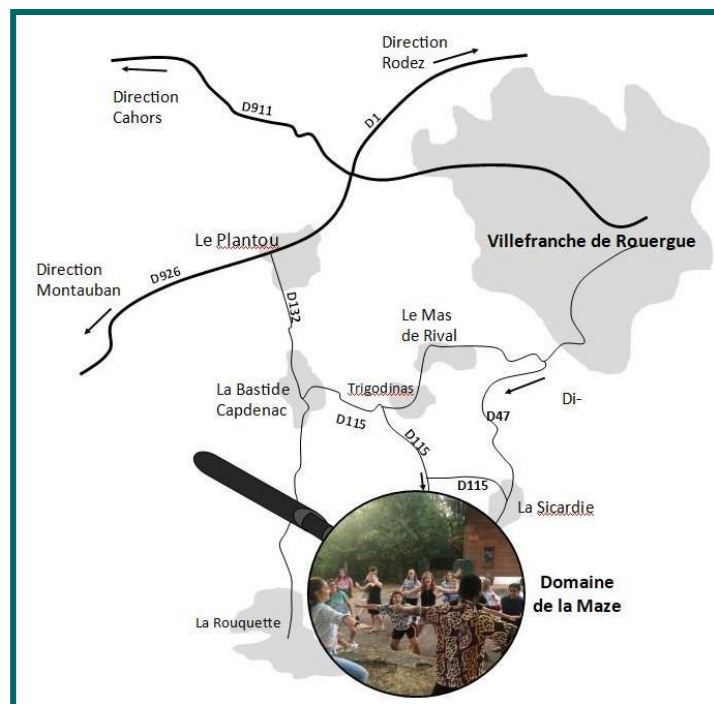 Direction
Rodez
Direction
Cahors
D911
D1
Le Plantou
Villefranche de Rouergue
Direction
Montauban
D926
D132
Le Mas
de Rival
La Bastide
Capdenac
Trigodinas
Di-
D115
D47
D115
D115
La Sicardie
Domaine
de la Maze
La Rouquette